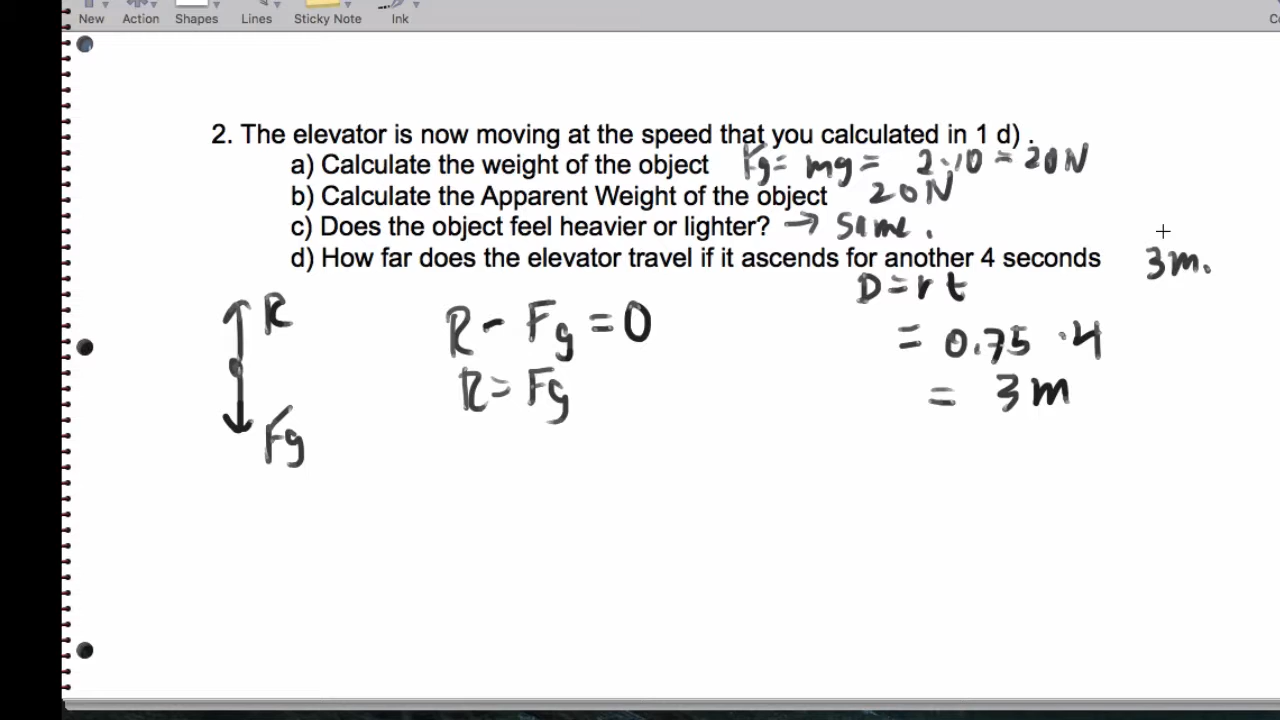 New Action Shapes Lines Sticky Note Ink
2. The elevator is now moving at the speed that you calculated in 1 d) .
a) Calculate the weight of the object Fg = mg = 2·10 = 20N
b) Calculate the Apparent Weight of the object 20N
c) Does the object feel heavier or lighter? → same.
d) How far does the elevator travel if it ascends for another 4 seconds 3m.
D = r t
R
R - Fg = 0
= 0.75 · 4
R = Fg
= 3m
Fg